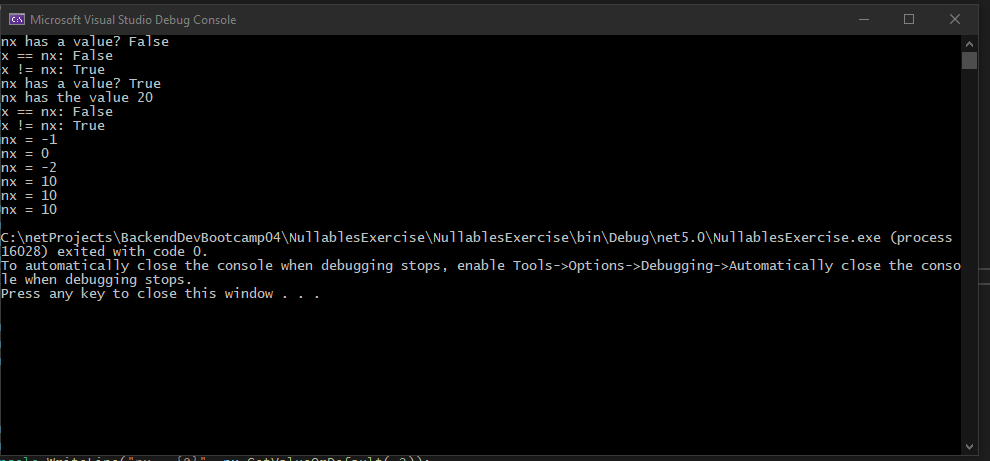 Microsoft Visual Studio Debug Console
nx has a value? False
x == nx: False
x != nx: True
nx has a value? True
nx has the value 20
x == nx: False
x != nx: True
nx = -1
nx = 0
nx = -2
nx = 10
nx = 10
nx = 10
C:\netProjects\BackendDevBootcamp04\NullablesExercise\NullablesExercise\bin\Debug\net5.0\NullablesExercise.exe (process
16028) exited with code 0.
To automatically close the console when debugging stops, enable Tools->Options->Debugging->Automatically close the conso
le when debugging stops.
Press any key to close this window . . .